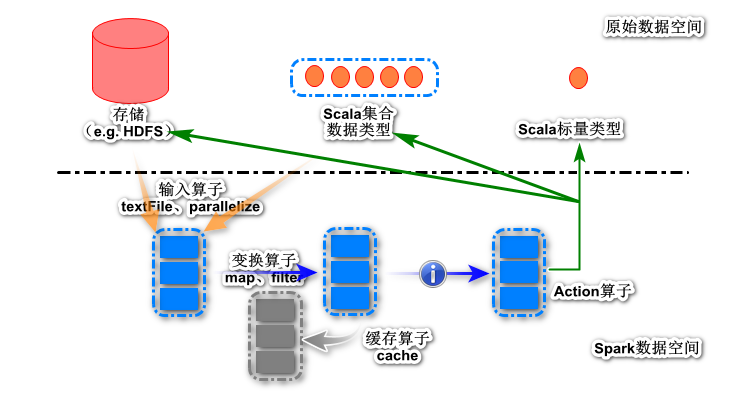 原始数据空间
存储
（e.g. HDFS）
Scala集合
数据类型
Scala标量类型
输入算子
textFile、parallelize
变换算子
map、filter
i
Action算子
缓存算子
cache
Spark数据空间